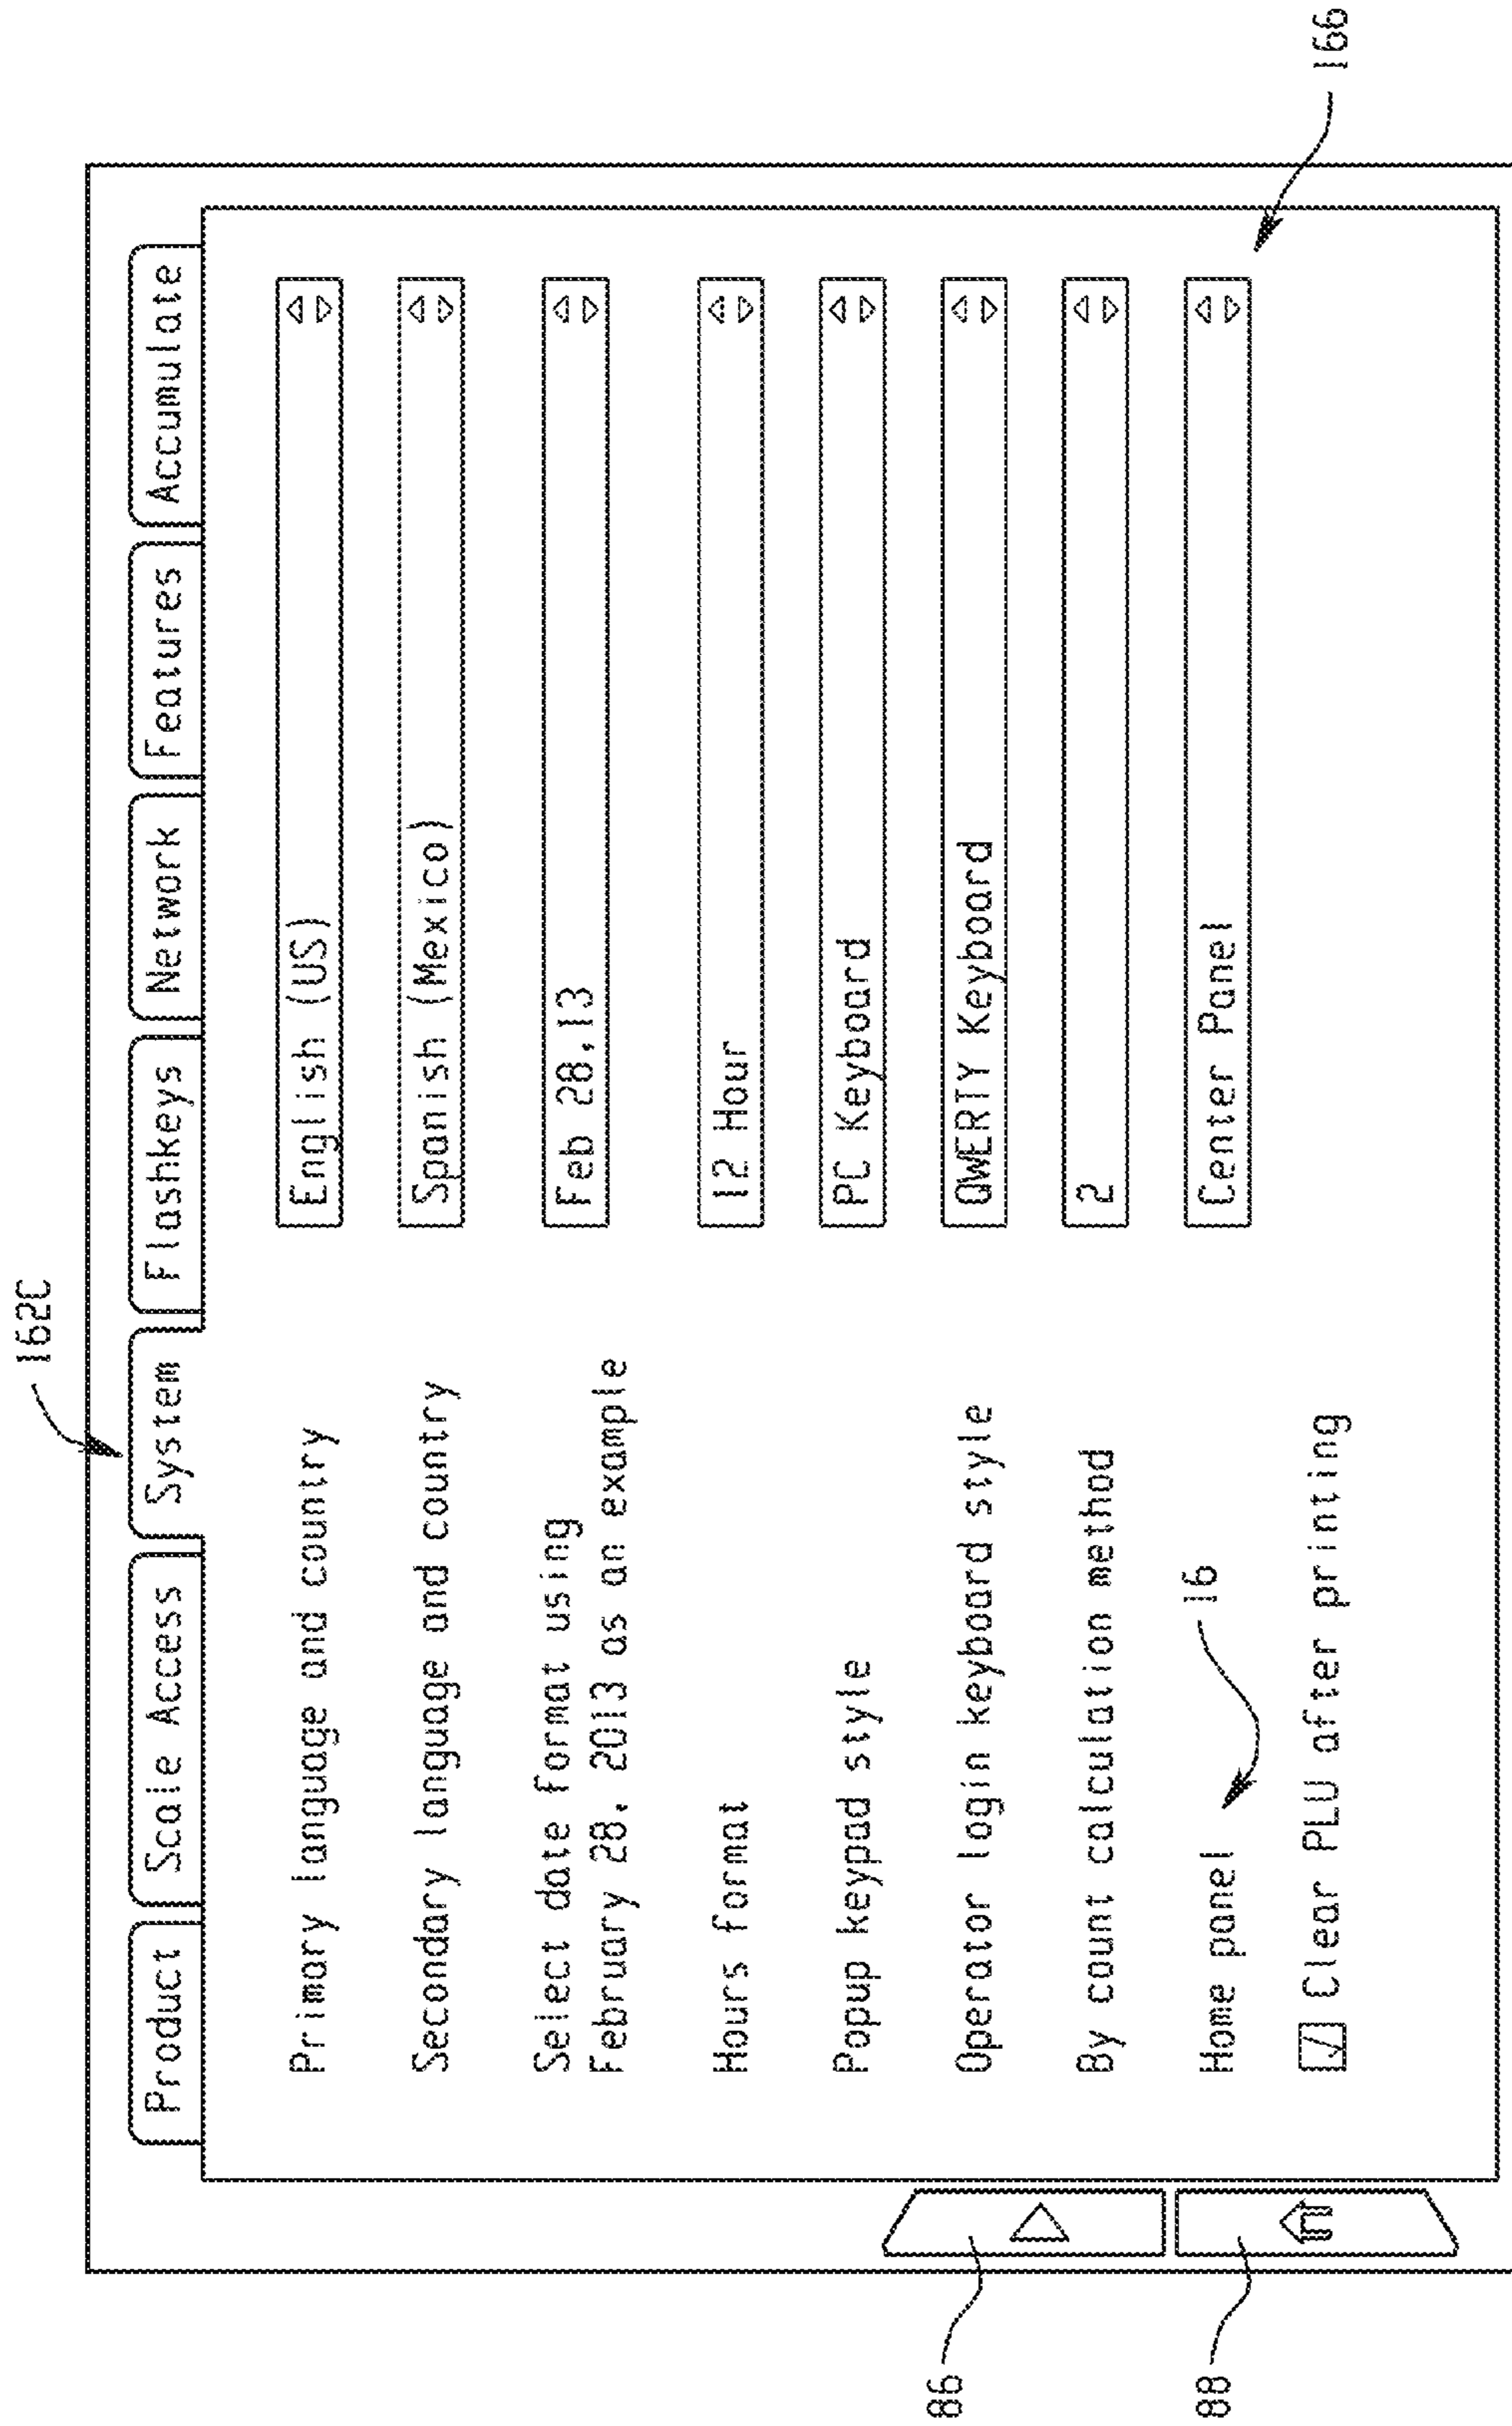 162C
Product
Scale Access
System
Flashkeys
Network
Features
Accumulate
Primary language and country
English (US)
Secondary language and country
Spanish (Mexico)
Select date format using
February 28, 2013 as an example
Feb 28,13
Hours format
12 Hour
Popup keypad style
PC Keyboard
Operator login keyboard style
QWERTY Keyboard
By count calculation method
2
Home panel
16
Center Panel
Clear PLU after printing
166
86
88